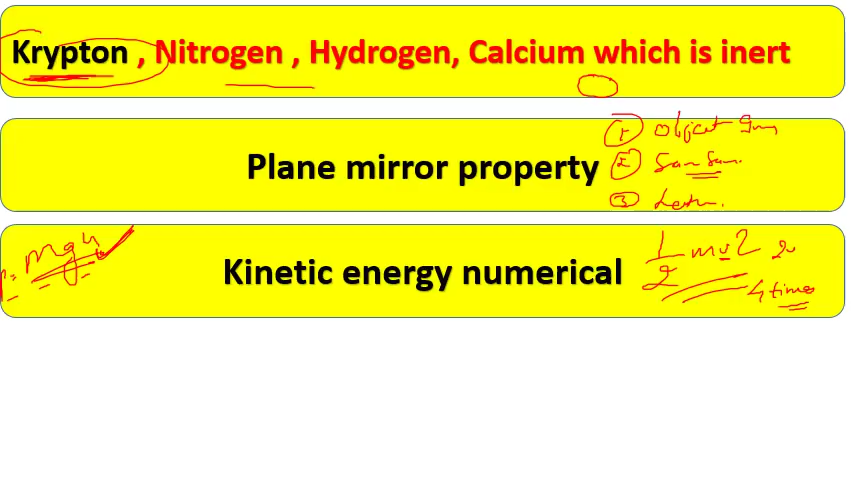 Krypton , Nitrogen , Hydrogen, Calcium which is inert
1 object
Plane mirror property 2
3
mgh
Kinetic energy numerical 1/2 mv2 2v
4 times